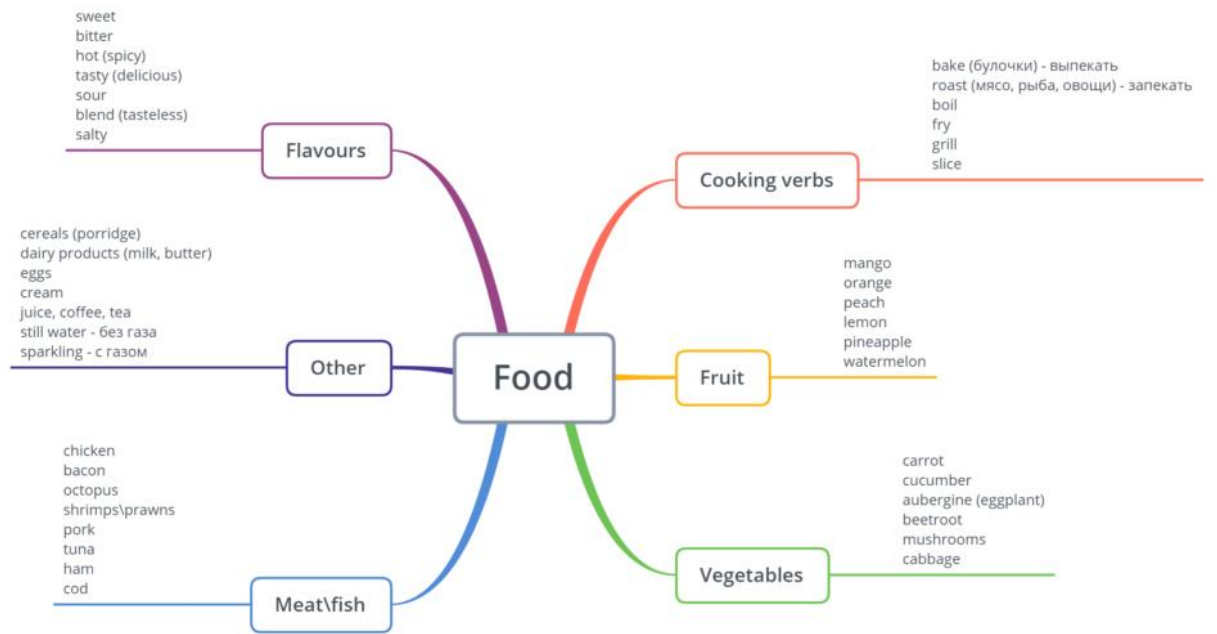 Food
Flavours
sweet
bitter
hot (spicy)
tasty (delicious)
sour
blend (tasteless)
salty
Other
cereals (porridge)
dairy products (milk, butter)
eggs
cream
juice, coffee, tea
still water - без газа
sparkling - с газом
Meat\fish
chicken
bacon
octopus
shrimps\prawns
pork
tuna
ham
cod
Cooking verbs
bake (булочки) - выпекать
roast (мясо, рыба, овощи) - запекать
boil
fry
grill
slice
Fruit
mango
orange
peach
lemon
pineapple
watermelon
Vegetables
carrot
cucumber
aubergine (eggplant)
beetroot
mushrooms
cabbage